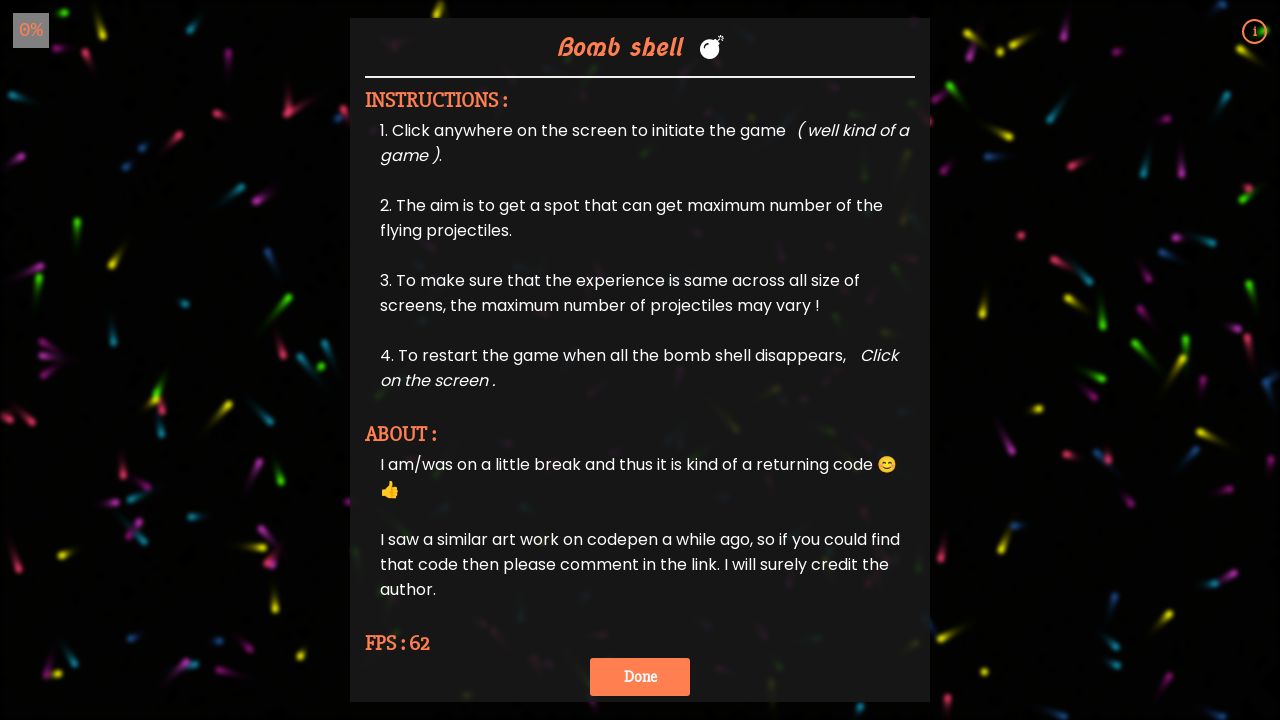 0%
i
Bomb shell 💣
INSTRUCTIONS :
1. Click anywhere on the screen to initiate the game ( well kind of a
game ).
2. The aim is to get a spot that can get maximum number of the
flying projectiles.
3. To make sure that the experience is same across all size of
screens, the maximum number of projectiles may vary !
4. To restart the game when all the bomb shell disappears, Click
on the screen .
ABOUT :
I am/was on a little break and thus it is kind of a returning code 😊
👍
I saw a similar art work on codepen a while ago, so if you could find
that code then please comment in the link. I will surely credit the
author.
FPS : 62
Done